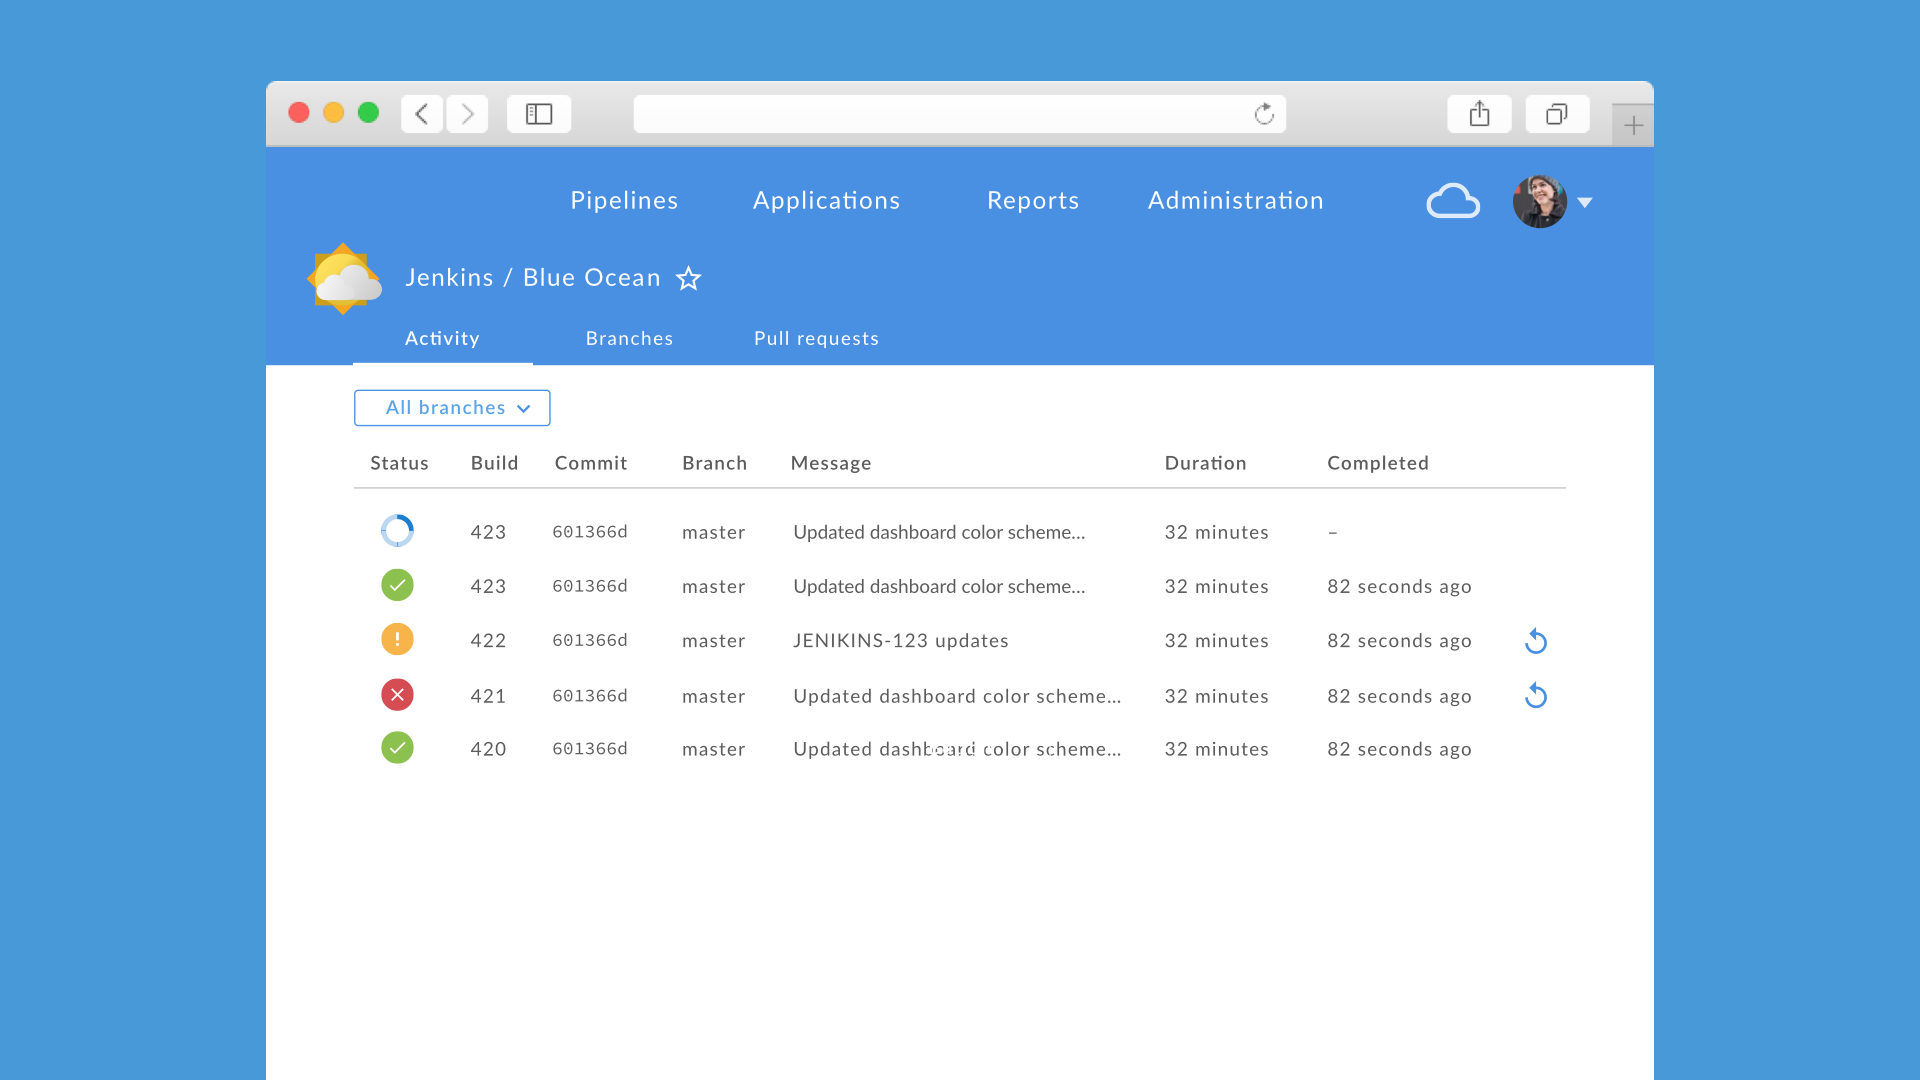 Pipelines Applications Reports Administration
Jenkins / Blue Ocean
Activity Branches Pull requests
All branches
Status Build Commit Branch Message Duration Completed
423 601366d master Updated dashboard color scheme... 32 minutes –
423 601366d master Updated dashboard color scheme... 32 minutes 82 seconds ago
422 601366d master JENIKINS-123 updates 32 minutes 82 seconds ago
421 601366d master Updated dashboard color scheme... 32 minutes 82 seconds ago
420 601366d master Updated dashboard color scheme... 32 minutes 82 seconds ago